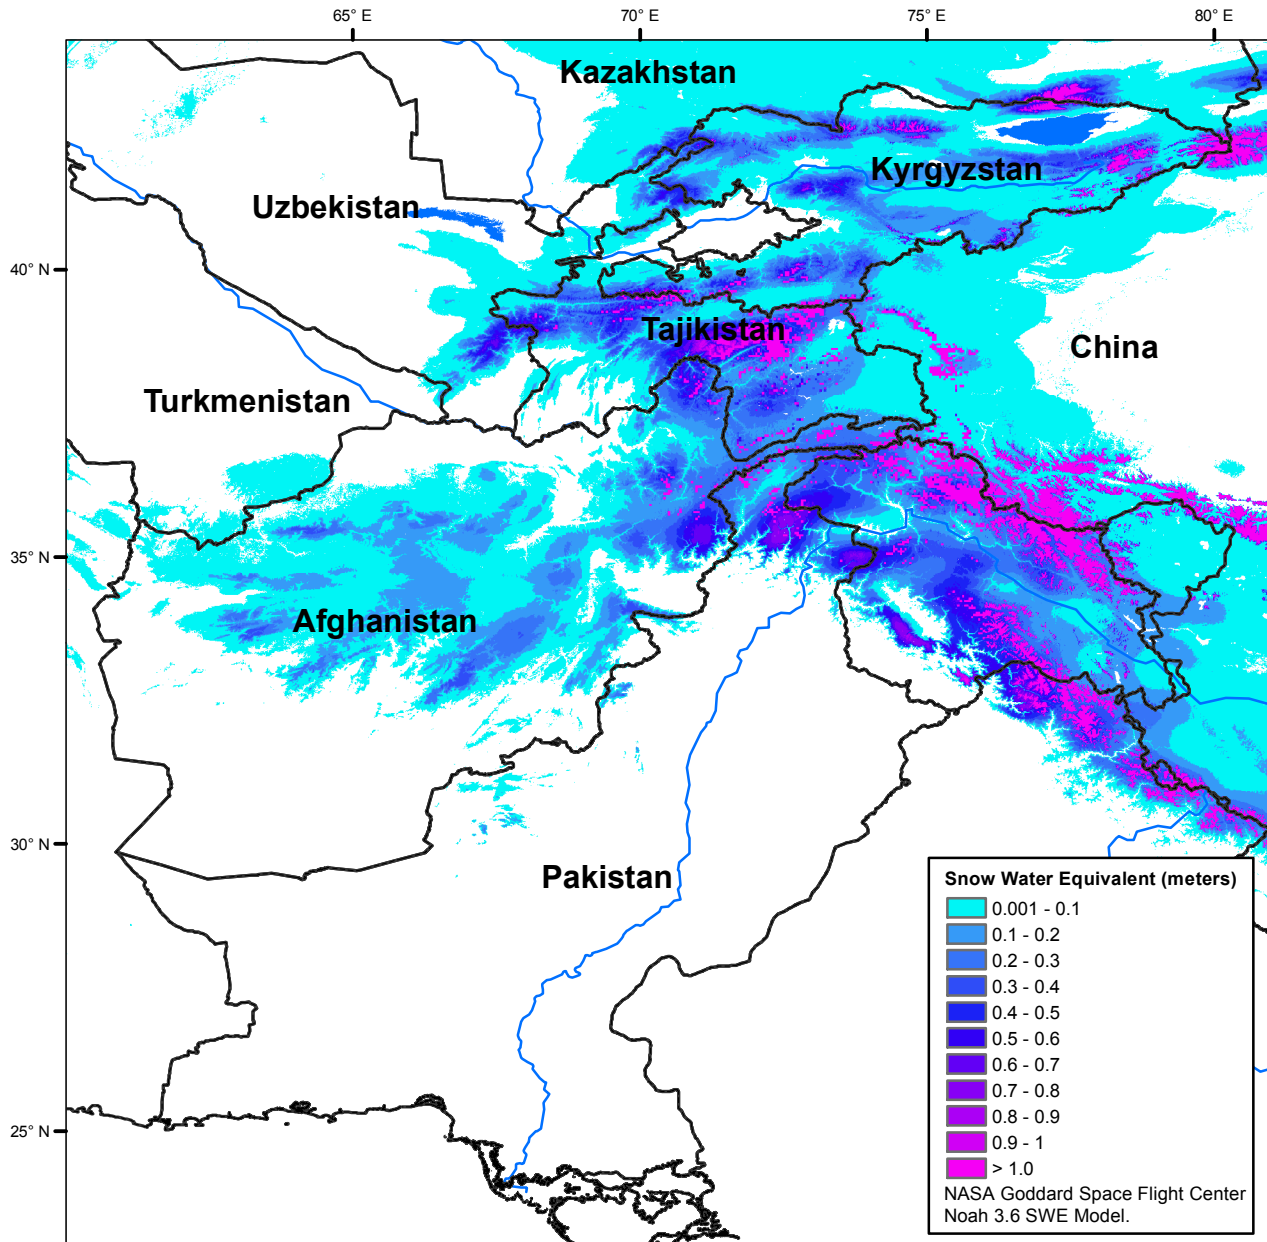 65° E
70° E
75° E
80° E
Kazakhstan
Kyrgyzstan
Uzbekistan
40° N
Tajikistan
China
Turkmenistan
35° N
Afghanistan
30° N
Pakistan
25° N
Snow Water Equivalent (meters)
0.001 - 0.1
0.1 - 0.2
0.2 - 0.3
0.3 - 0.4
0.4 - 0.5
0.5 - 0.6
0.6 - 0.7
0.7 - 0.8
0.8 - 0.9
0.9 - 1
> 1.0
NASA Goddard Space Flight Center
Noah 3.6 SWE Model.